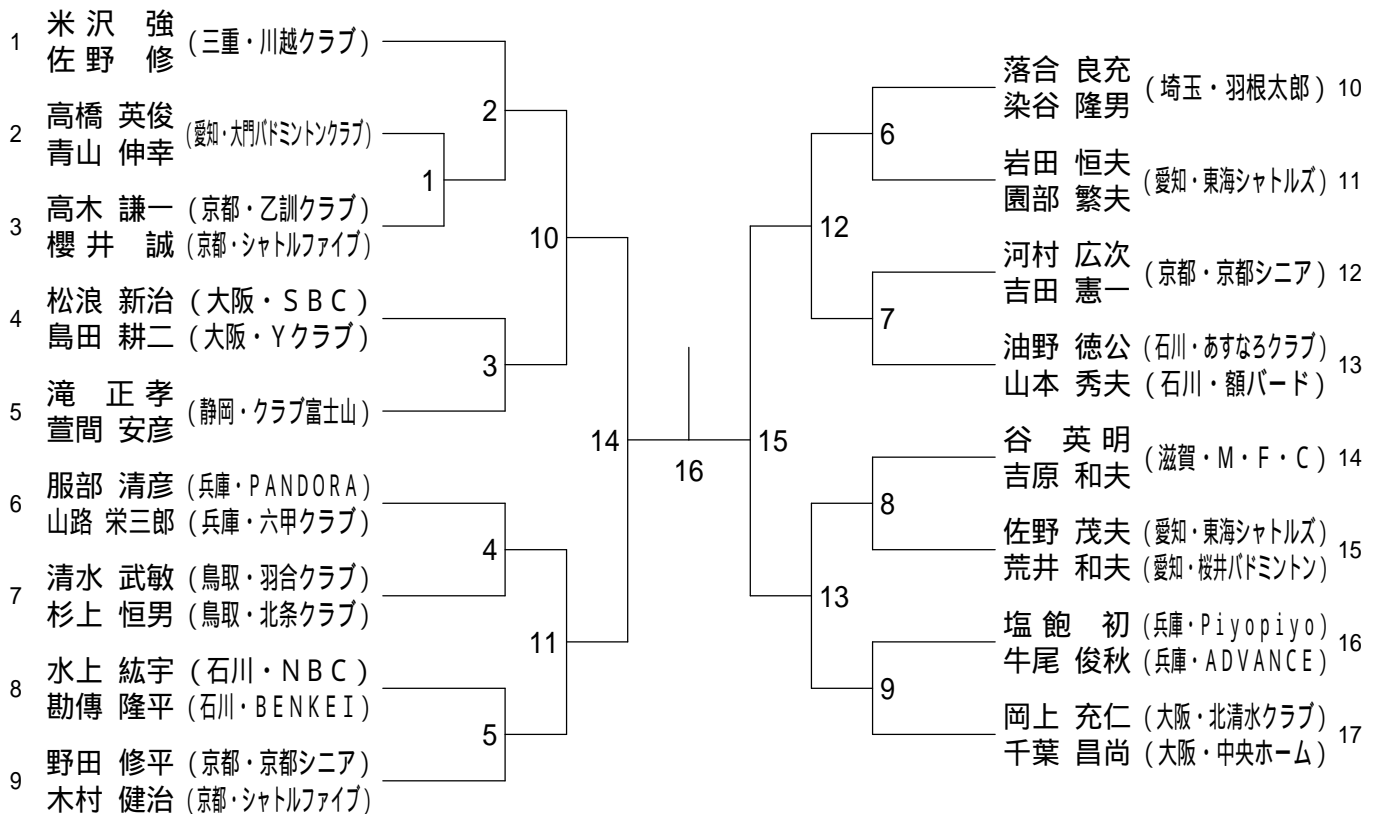 1 米沢 強 (三重・川越クラブ)
佐野 修
2 高橋 英俊 (愛知・大門バドミントンクラブ)
青山 伸幸
3 高木 謙一 (京都・乙訓クラブ)
櫻井 誠 (京都・シャトルファイブ)
4 松浪 新治 (大阪・SBC)
島田 耕二 (大阪・Yクラブ)
5 滝 正孝 (静岡・クラブ富士山)
萱間 安彦
6 服部 清彦 (兵庫・PANDORA)
山路 栄三郎 (兵庫・六甲クラブ)
7 清水 武敏 (鳥取・羽合クラブ)
杉上 恒男 (鳥取・北条クラブ)
8 水上 紘宇 (石川・NBC)
勘傳 隆平 (石川・BENKEI)
9 野田 修平 (京都・京都シニア)
木村 健治 (京都・シャトルファイブ)
2
1
10
3
14
4
11
5
16
15
12
6
7
13
8
9
落合 良充 (埼玉・羽根太郎) 10
染谷 隆男
岩田 恒夫 (愛知・東海シャトルズ) 11
園部 繁夫
河村 広次 (京都・京都シニア) 12
吉田 憲一
油野 徳公 (石川・あすなろクラブ) 13
山本 秀夫 (石川・額バード)
谷 英明 (滋賀・M・F・C) 14
吉原 和夫
佐野 茂夫 (愛知・東海シャトルズ) 15
荒井 和夫 (愛知・桜井バドミントン)
塩飽 初 (兵庫・Piyopiyo) 16
牛尾 俊秋 (兵庫・ADVANCE)
岡上 充仁 (大阪・北清水クラブ) 17
千葉 昌尚 (大阪・中央ホーム)